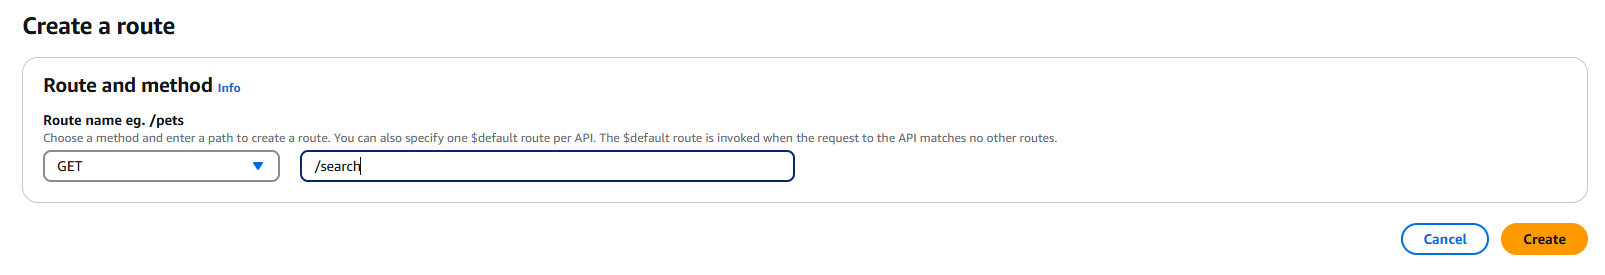 Create a route
Route and method Info
Route name eg. /pets
Choose a method and enter a path to create a route. You can also specify one $default route per API. The $default route is invoked when the request to the API matches no other routes.
GET /search
Cancel Create